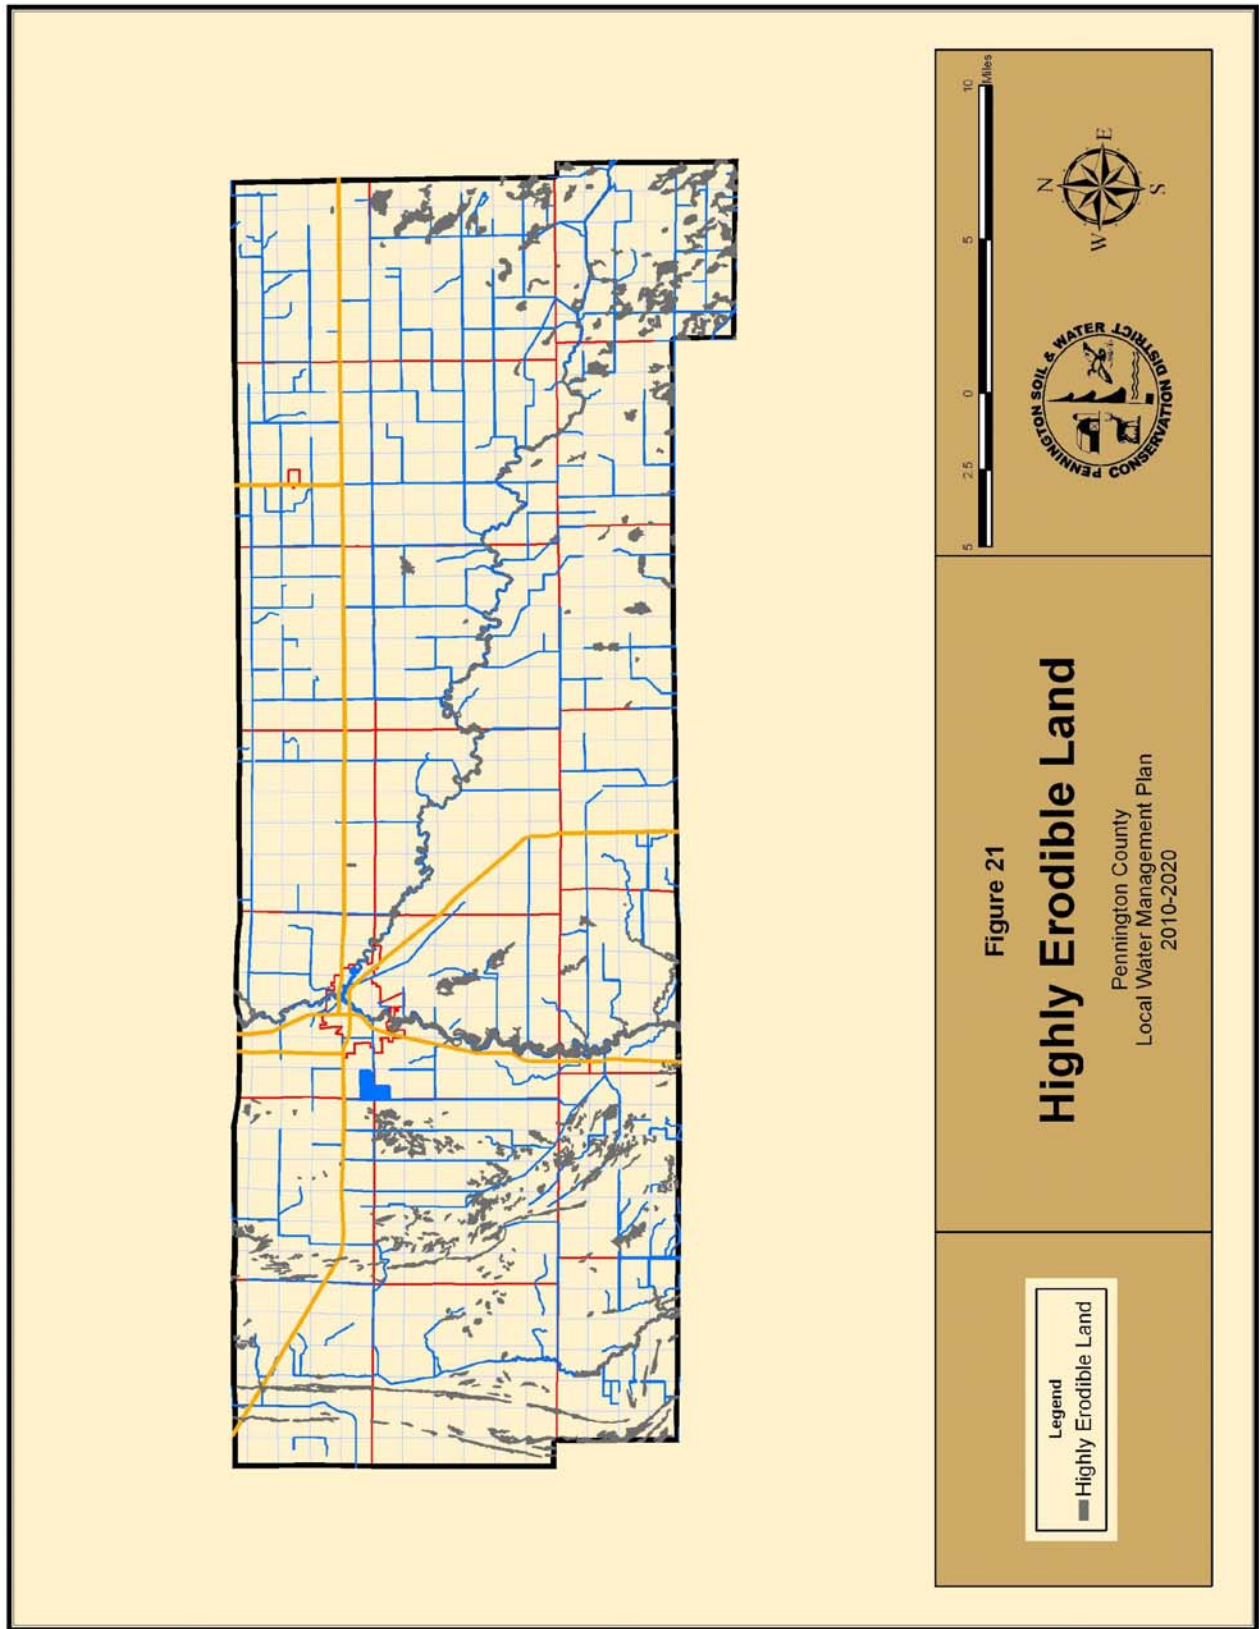 Figure 21
Highly Erodible Land
Pennington County
Local Water Management Plan
2010-2020
Legend
Highly Erodible Land
5 2.5 0 5 10
Miles
PENNINGTON SOIL & WATER
CONSERVATION DISTRICT
N
W E
S